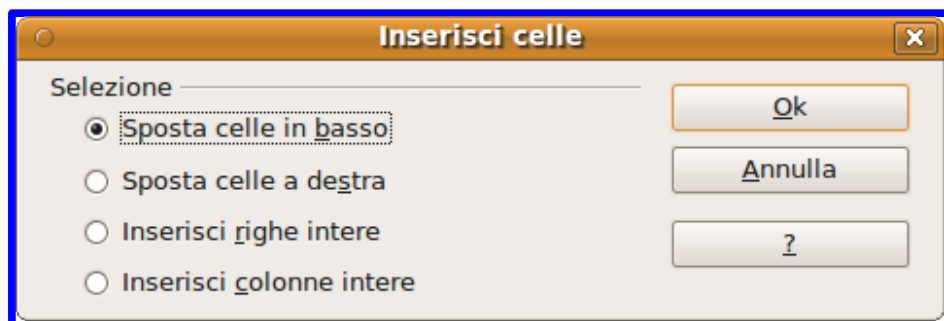 Inserisci celle
Selezione
Sposta celle in basso
Sposta celle a destra
Inserisci righe intere
Inserisci colonne intere
Ok
Annulla
?